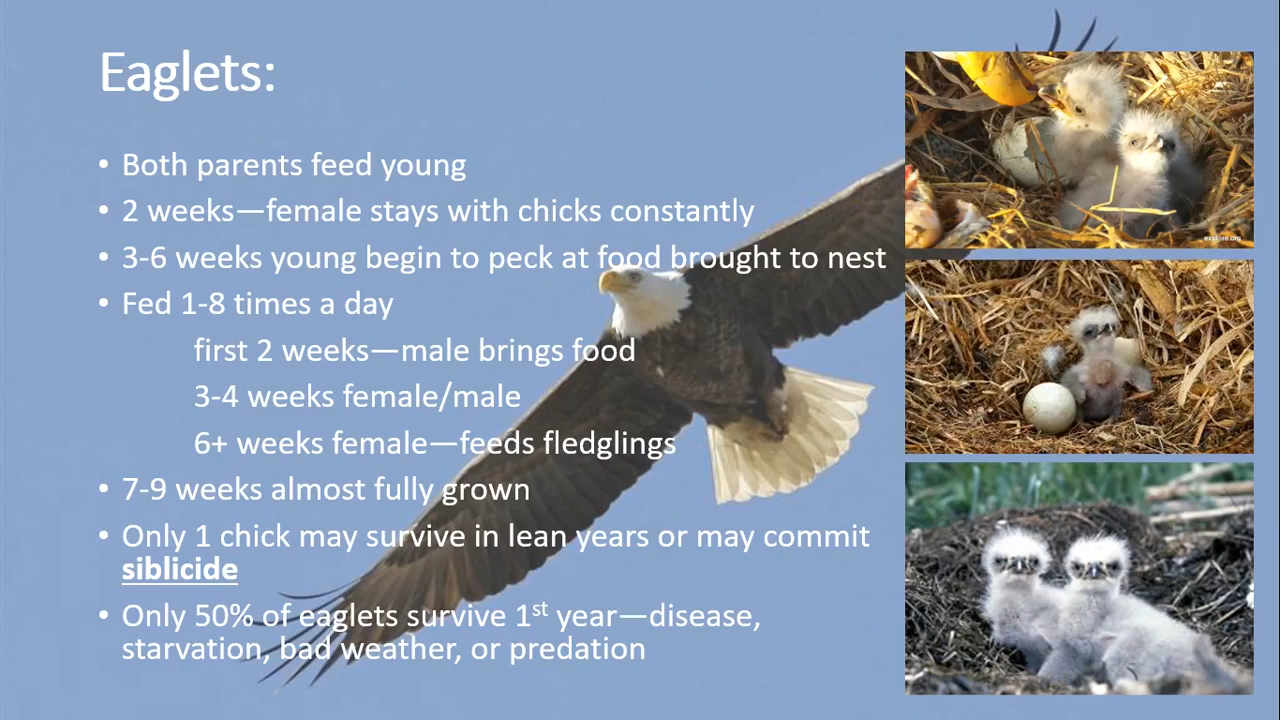 Eaglets:
• Both parents feed young
• 2 weeks—female stays with chicks constantly
• 3-6 weeks young begin to peck at food brought to nest
• Fed 1-8 times a day
first 2 weeks—male brings food
3-4 weeks female/male
6+ weeks female—feeds fledglings
• 7-9 weeks almost fully grown
• Only 1 chick may survive in lean years or may commit
siblicide
• Only 50% of eaglets survive 1st year—disease,
starvation, bad weather, or predation
explore.org